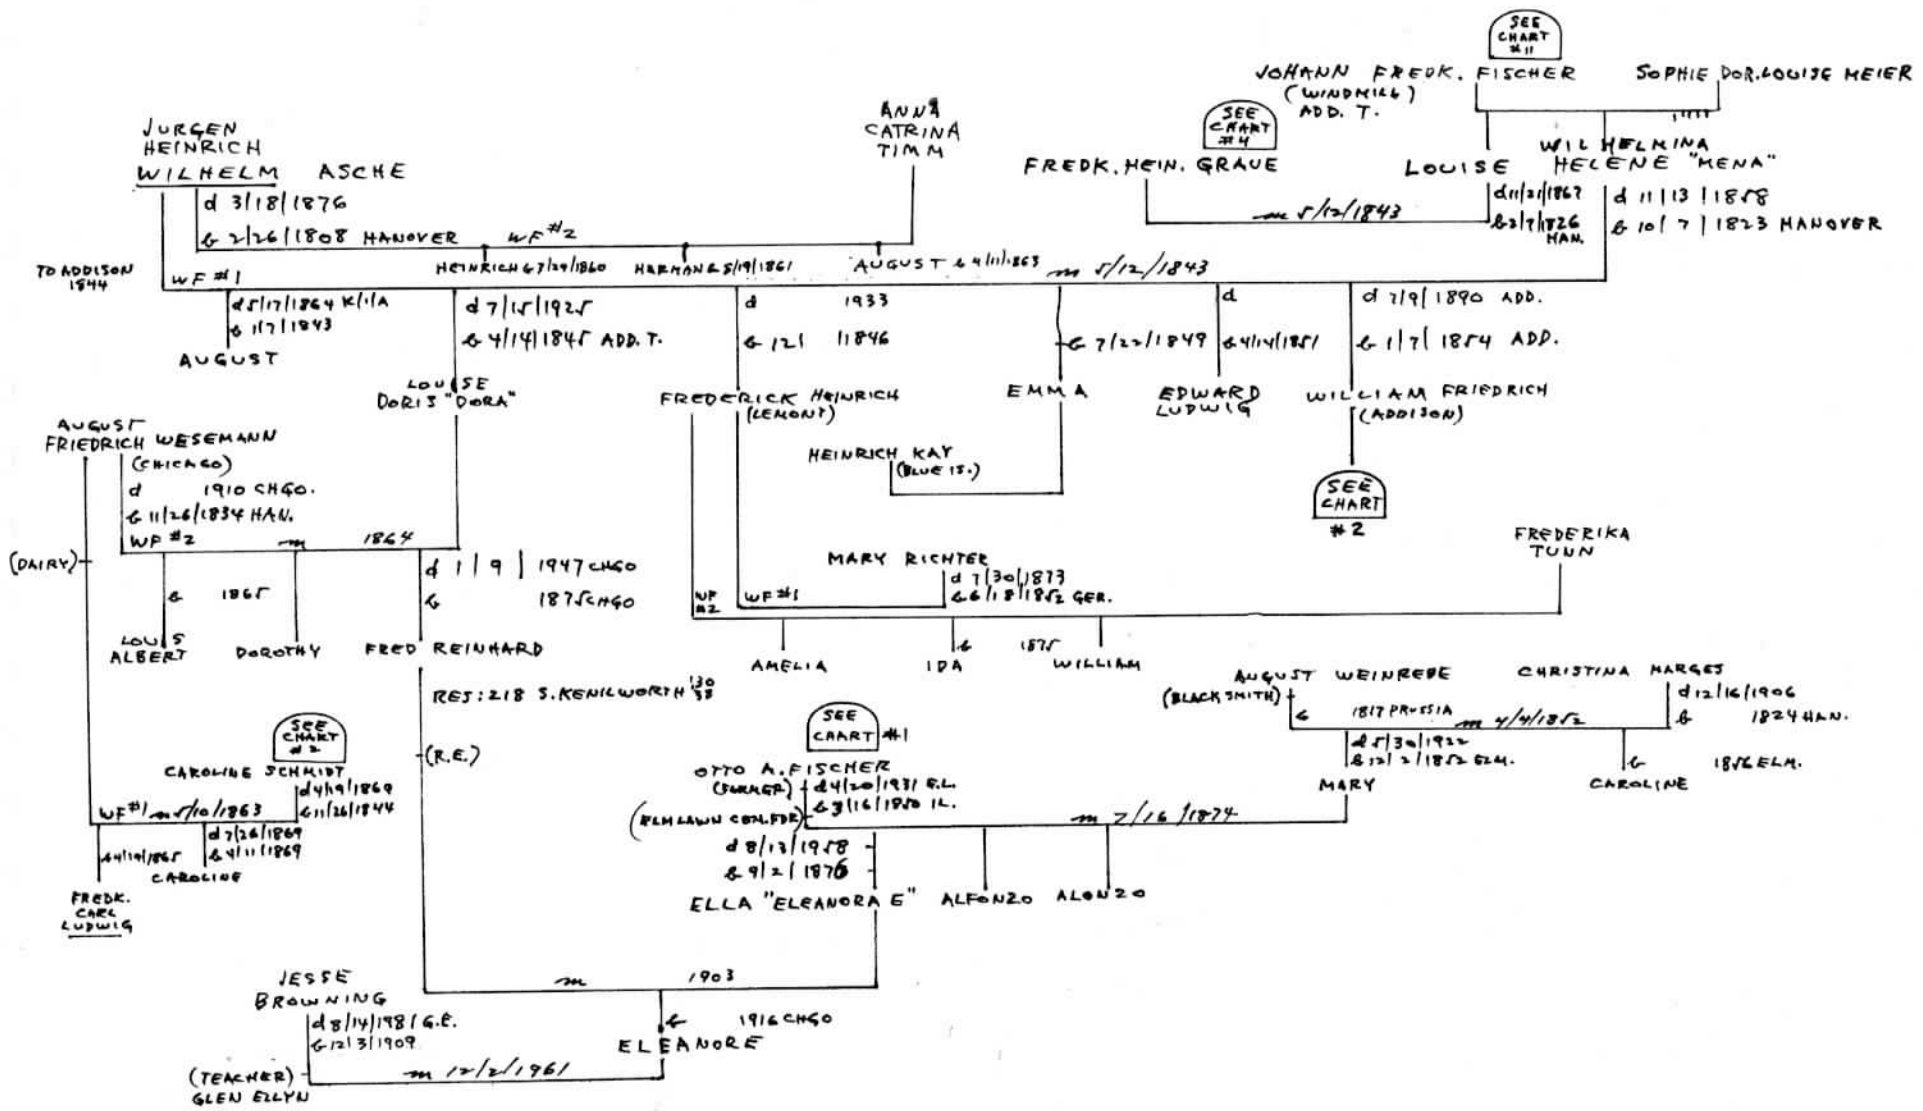 SEE
CHART
#11
JOHANN FREDK. FISCHER
(WINDMILL)
ADD. T.
SOPHIE DOR. LOUISE MEIER
JURGEN
HEINRICH
WILHELM ASCHE
d 3/18/1876
b 2/26/1808 HANOVER
WF #2
ANNA
CATRINA
TIMM
SEE
CHART
#4
FREDK. HEIN. GRAUE
LOUISE
d 11/21/1867
b 2/7/1826
HAN.
m 5/12/1843
WILHELMINA
HELENE "MENA"
d 11/13/1858
b 10/7/1823 HANOVER
TO ADDISON
1844
WF #1
HEINRICH b 7/29/1860
HARMAN b 5/19/1861
AUGUST b 4/11/1863
m 5/12/1843
d 5/17/1864 K/I/A
b 1/7/1843
AUGUST
d 7/15/1925
b 4/14/1845 ADD. T.
LOUISE
DORIS "DORA"
d 1933
b 12/ /1846
FREDERICK HEINRICH
(LEMONT)
b 7/22/1849
EMMA
d
b 4/14/1851
EDWARD
LUDWIG
d 7/9/1890 ADD.
b 1/7/1854 ADD.
WILLIAM FRIEDRICH
(ADDISON)
SEE
CHART
#2
AUGUST
FRIEDRICH WESEMANN
(CHICAGO)
d 1910 CHGO.
b 11/26/1834 HAN.
WF #2 m 1864
(DAIRY)
HEINRICH KAY
(BLUE IS.)
FREDERIKA
TUNN
MARY RICHTER
d 7/30/1873
b 6/18/1852 GER.
WF
#2
WF #1
b 1865
LOUIS
ALBERT
DOROTHY
d 1/9/1947 CHGO
b 1875 CHGO
FRED REINHARD
RES: 218 S. KENILWORTH '30
'38
(R.E.)
AMELIA
b 1875
IDA
WILLIAM
AUGUST WEINREBE
(BLACKSMITH)
b 1817 PRUSSIA
m 4/4/1852
CHRISTINA MARGES
d 12/16/1906
b 1824 HAN.
d 5/30/1922
b 12/2/1852 ELM.
MARY
b 1856 ELM.
CAROLINE
SEE
CHART
#2
CAROLINE SCHMIDT
d 4/19/1869
b 11/26/1844
WF #1 m 5/10/1863
b 4/19/1865
FREDK.
CARL
LUDWIG
d 7/26/1869
b 4/11/1869
CAROLINE
SEE
CHART #1
OTTO A. FISCHER
(FARMER)
d 4/20/1931 E.L.
b 3/16/1850 IL.
(ELM LAWN CEM. FDR)
m 7/16/1874
d 8/13/1958
b 9/2/1876
ELLA "ELEANORA E"
ALFONZO
ALONZO
m 1903
JESSE
BROWNING
d 8/14/1981 G.E.
b 12/3/1909
(TEACHER)
GLEN ELLYN
b 1916 CHGO
ELEANORE
m 12/2/1961